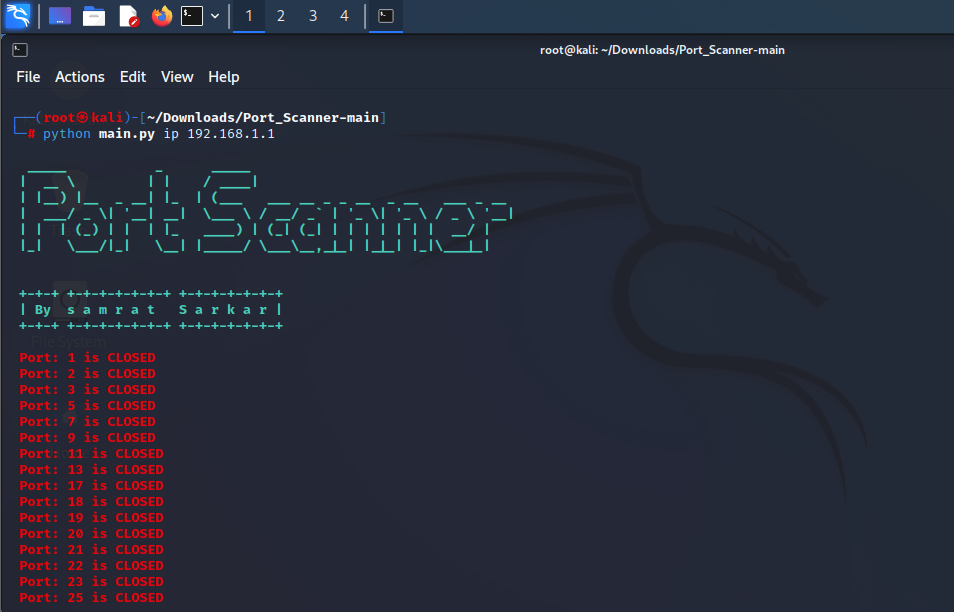 1 2 3 4
root@kali: ~/Downloads/Port_Scanner-main
File Actions Edit View Help
┌──(root㉿kali)-[~/Downloads/Port_Scanner-main]
└─# python main.py ip 192.168.1.1
Port Scanner
+-+-+ +-+-+-+-+-+-+ +-+-+-+-+-+-+
| By s a m r a t S a r k a r |
+-+-+ +-+-+-+-+-+-+ +-+-+-+-+-+-+
File System
Port: 1 is CLOSED
Port: 2 is CLOSED
Port: 3 is CLOSED
Port: 5 is CLOSED
Port: 7 is CLOSED
Port: 9 is CLOSED
Port: 11 is CLOSED
Port: 13 is CLOSED
Port: 17 is CLOSED
Port: 18 is CLOSED
Port: 19 is CLOSED
Port: 20 is CLOSED
Port: 21 is CLOSED
Port: 22 is CLOSED
Port: 23 is CLOSED
Port: 25 is CLOSED